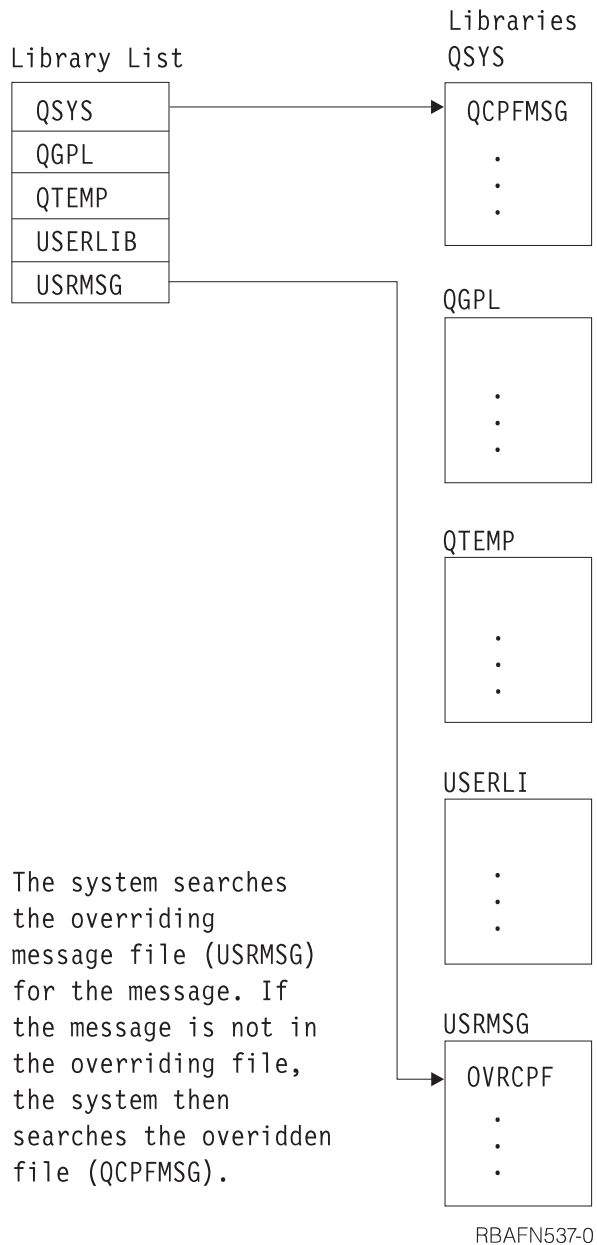 Library List
QSYS
QGPL
QTEMP
USERLIB
USRMSG
Libraries
QSYS
QCPFMSG
QGPL
QTEMP
USERLI
USRMSG
OVRCPF
The system searches
the overriding
message file (USRMSG)
for the message. If
the message is not in
the overriding file,
the system then
searches the overidden
file (QCPFMSG).
RBAFN537-0